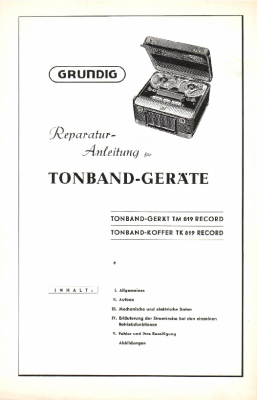 GRUNDIG
Reparatur-
Anleitung für
TONBAND-GERÄTE
TONBAND-GERÄT TM 819 RECORD
TONBAND-KOFFER TK 819 RECORD
*
INHALT:
I. Allgemeines
II. Aufbau
III. Mechanische und elektrische Daten
IV. Erläuterung der Stromkreise bei den einzelnen
Betriebsfunktionen
V. Fehler und ihre Beseitigung
Abbildungen